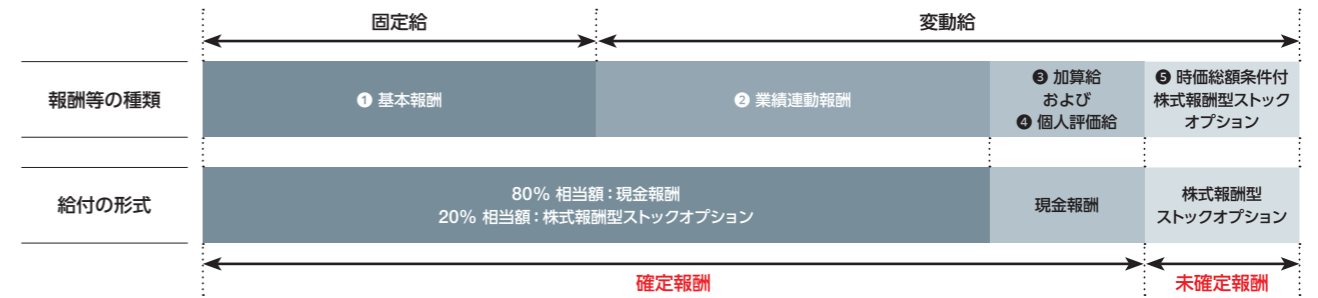 固定給
変動給
報酬等の種類
❶ 基本報酬
❷ 業績連動報酬
❸ 加算給
および
❹ 個人評価給
❺ 時価総額条件付
株式報酬型ストック
オプション
給付の形式
80% 相当額：現金報酬
20% 相当額：株式報酬型ストックオプション
現金報酬
株式報酬型
ストックオプション
確定報酬
未確定報酬